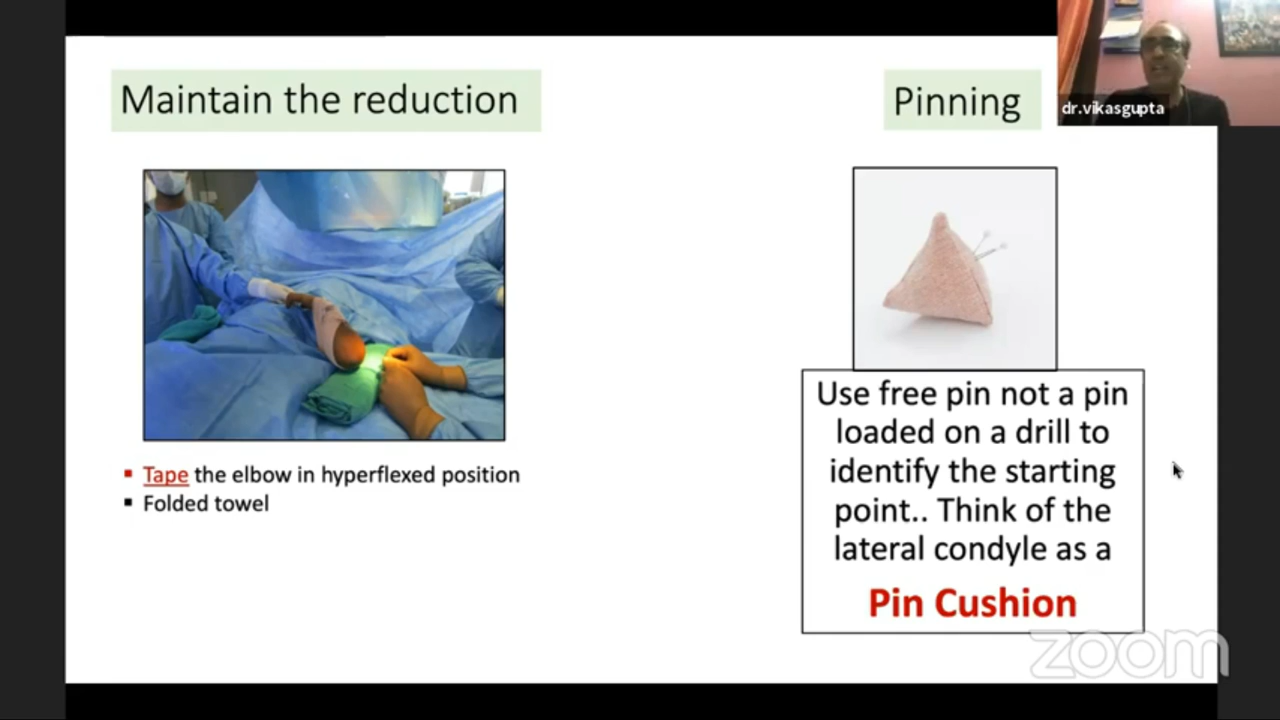 Maintain the reduction
Pinning
dr.vikasgupta
Tape the elbow in hyperflexed position
Folded towel
Use free pin not a pin
loaded on a drill to
identify the starting
point.. Think of the
lateral condyle as a
Pin Cushion
zoom